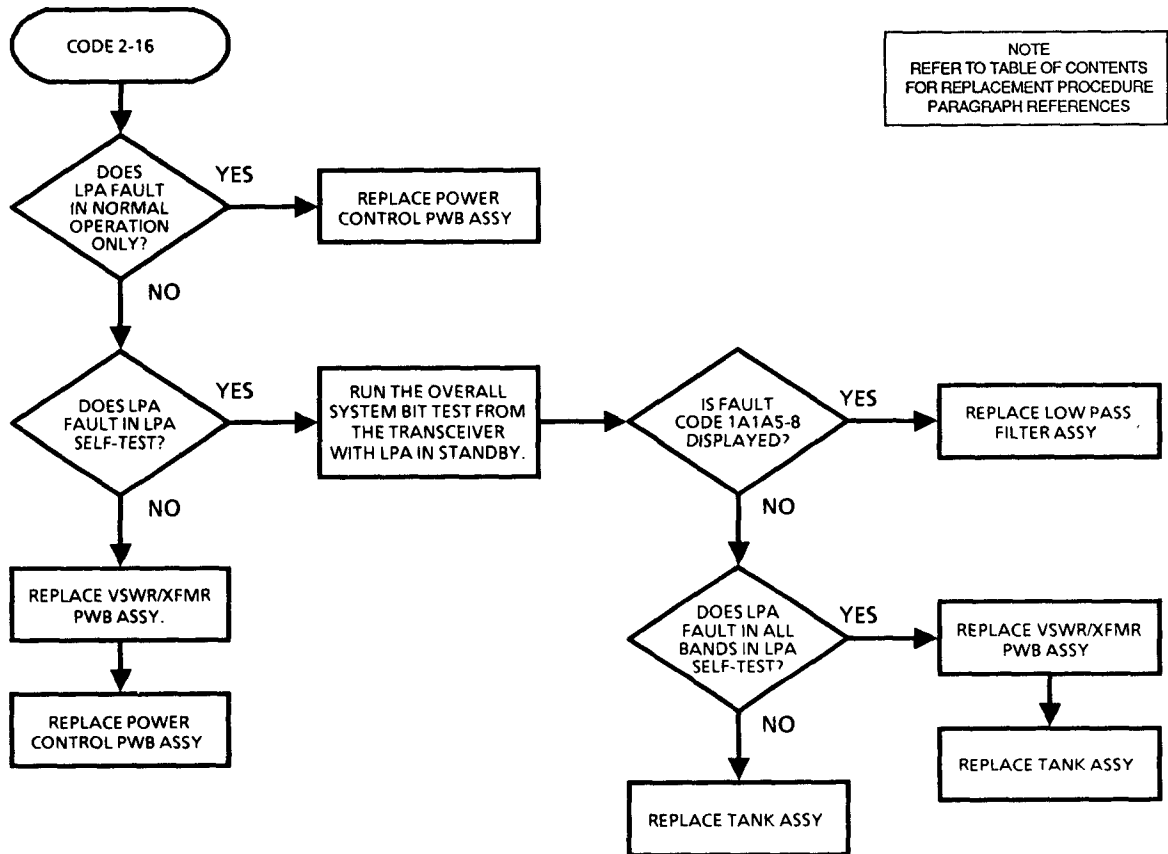 CODE 2-16
NOTE
REFER TO TABLE OF CONTENTS
FOR REPLACEMENT PROCEDURE
PARAGRAPH REFERENCES
DOES
LPA FAULT
IN NORMAL
OPERATION
ONLY?
YES
REPLACE POWER
CONTROL PWB ASSY
NO
DOES LPA
FAULT IN LPA
SELF-TEST?
YES
RUN THE OVERALL
SYSTEM BIT TEST FROM
THE TRANSCEIVER
WITH LPA IN STANDBY.
IS FAULT
CODE 1A1A5-8
DISPLAYED?
YES
REPLACE LOW PASS
FILTER ASSY
NO
NO
REPLACE VSWR/XFMR
PWB ASSY.
REPLACE POWER
CONTROL PWB ASSY
DOES LPA
FAULT IN ALL
BANDS IN LPA
SELF-TEST?
YES
REPLACE VSWR/XFMR
PWB ASSY
REPLACE TANK ASSY
NO
REPLACE TANK ASSY